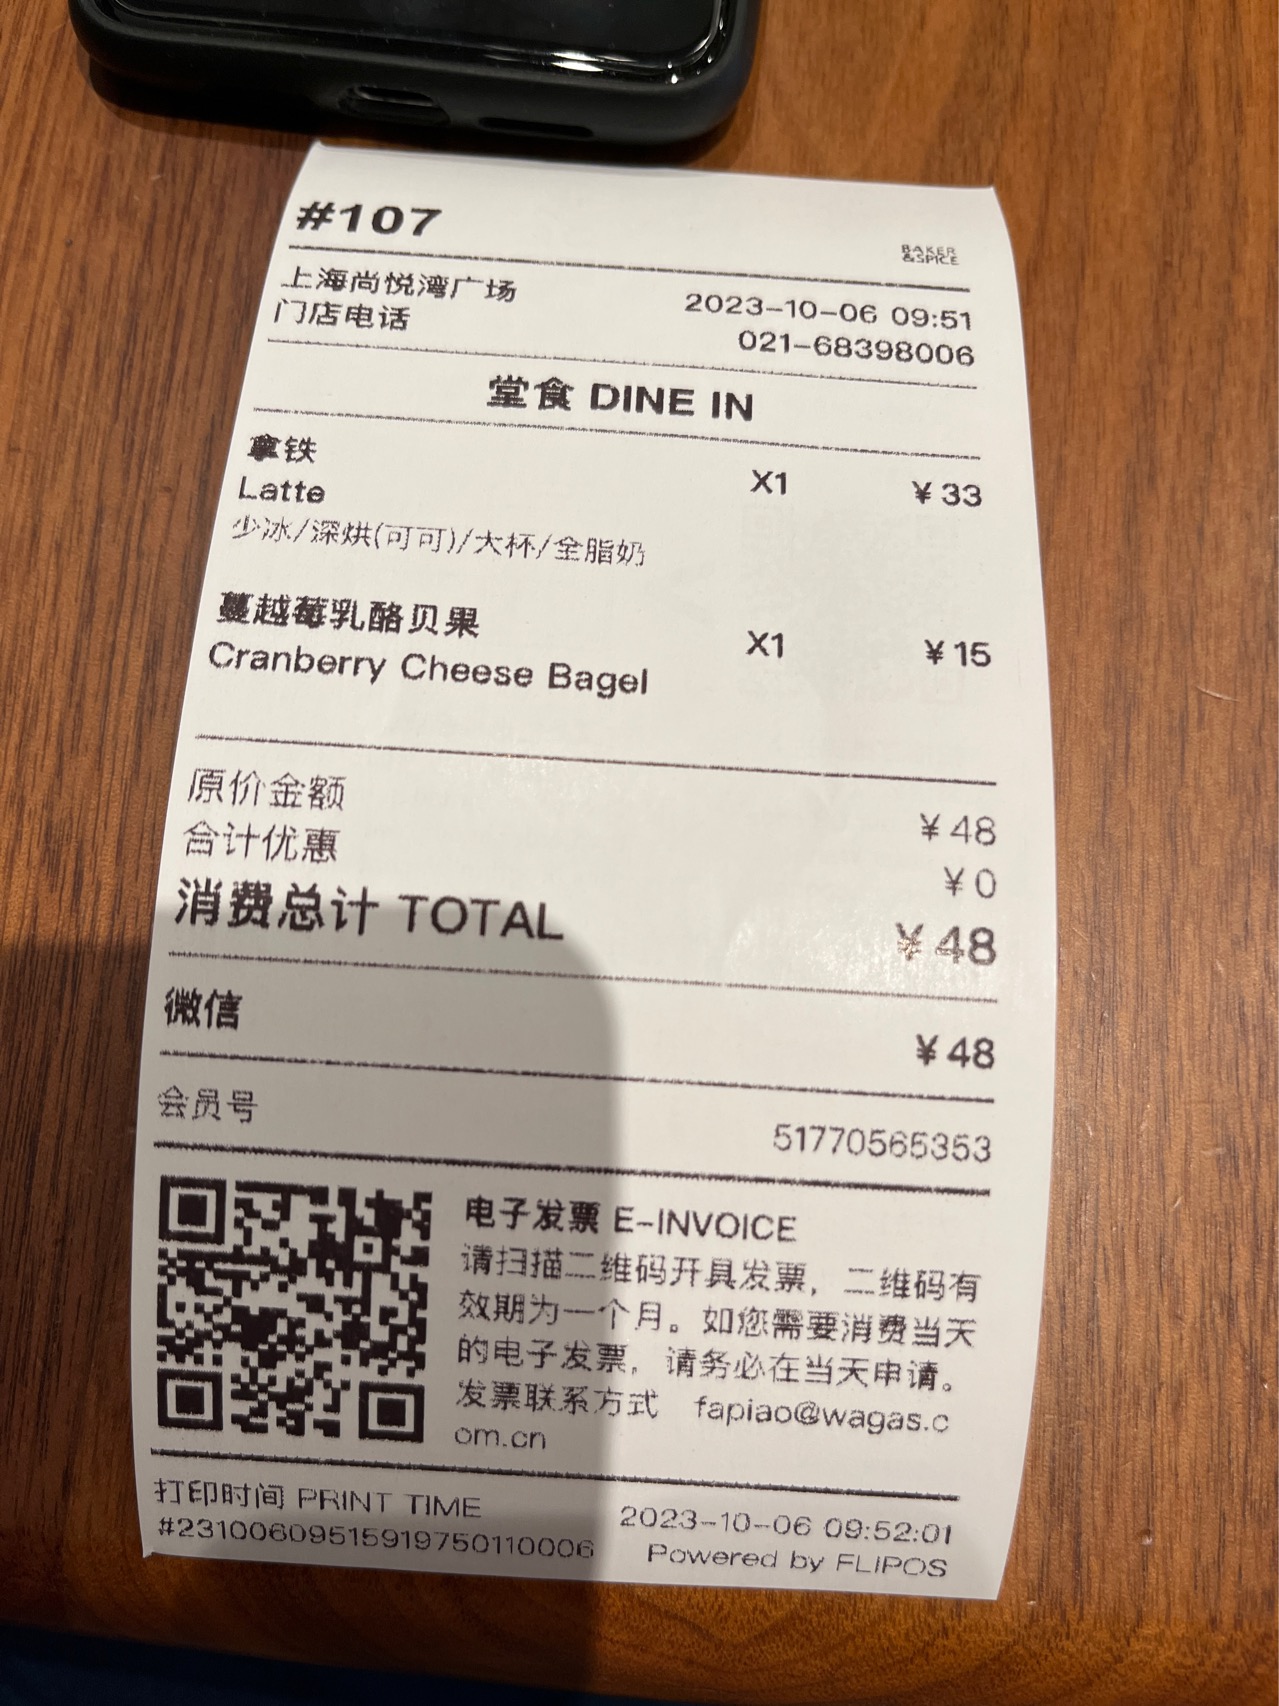 #107
BAKER
&SPICE
上海尚悦湾广场 2023-10-06 09:51
门店电话 021-68398006
堂食 DINE IN
拿铁
Latte X1 ¥33
少冰/深烘(可可)/大杯/全脂奶
蔓越莓乳酪贝果
Cranberry Cheese Bagel X1 ¥15
原价金额 ¥48
合计优惠 ¥0
消费总计 TOTAL ¥48
微信 ¥48
会员号 51770565353
电子发票 E-INVOICE
请扫描二维码开具发票，二维码有
效期为一个月。如您需要消费当天
的电子发票，请务必在当天申请。
发票联系方式 fapiao@wagas.c
om.cn
打印时间 PRINT TIME 2023-10-06 09:52:01
#231006095159197501​10006 Powered by FLIPOS